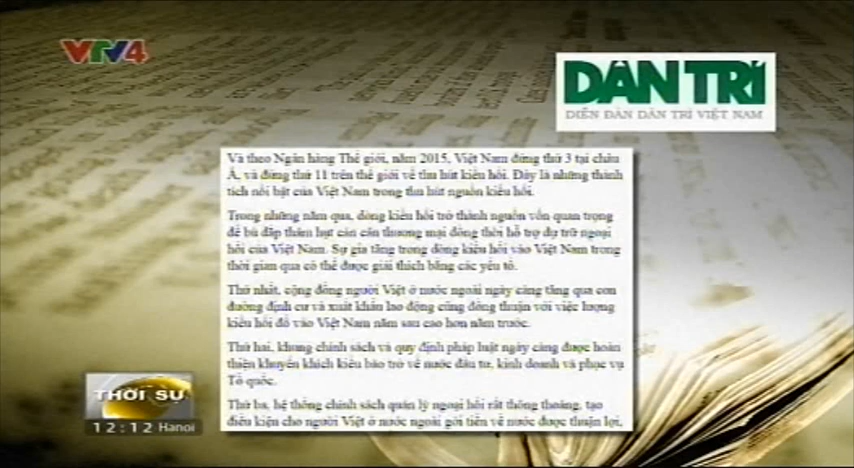 VTV4
DÂN TRÍ
DIỄN ĐÀN DÂN TRÍ VIỆT NAM
Và theo Ngân hàng Thế giới, năm 2015, Việt Nam đứng thứ 3 tại châu
Á, và đứng thứ 11 trên thế giới về thu hút kiều hối. Đây là những thành
tích nổi bật của Việt Nam trong thu hút nguồn kiều hối.
Trong những năm qua, dòng kiều hối trở thành nguồn vốn quan trọng
để bù đắp thâm hụt cán cân thương mại đồng thời hỗ trợ dự trữ ngoại
hối của Việt Nam. Sự gia tăng trong dòng kiều hối vào Việt Nam trong
thời gian qua có thể được giải thích bằng các yếu tố.
Thứ nhất, cộng đồng người Việt ở nước ngoài ngày càng tăng qua con
đường định cư và xuất khẩu lao động cũng đồng thuận với việc lượng
kiều hối đổ vào Việt Nam năm sau cao hơn năm trước.
Thứ hai, khung chính sách và quy định pháp luật ngày càng được hoàn
thiện khuyến khích kiều bào trở về nước đầu tư, kinh doanh và phục vụ
Tổ quốc.
Thứ ba, hệ thống chính sách quản lý ngoại hối rất thông thoáng, tạo
điều kiện cho người Việt ở nước ngoài gởi tiền về nước được thuận lợi,
THỜI SỰ
12:12 Hanoi